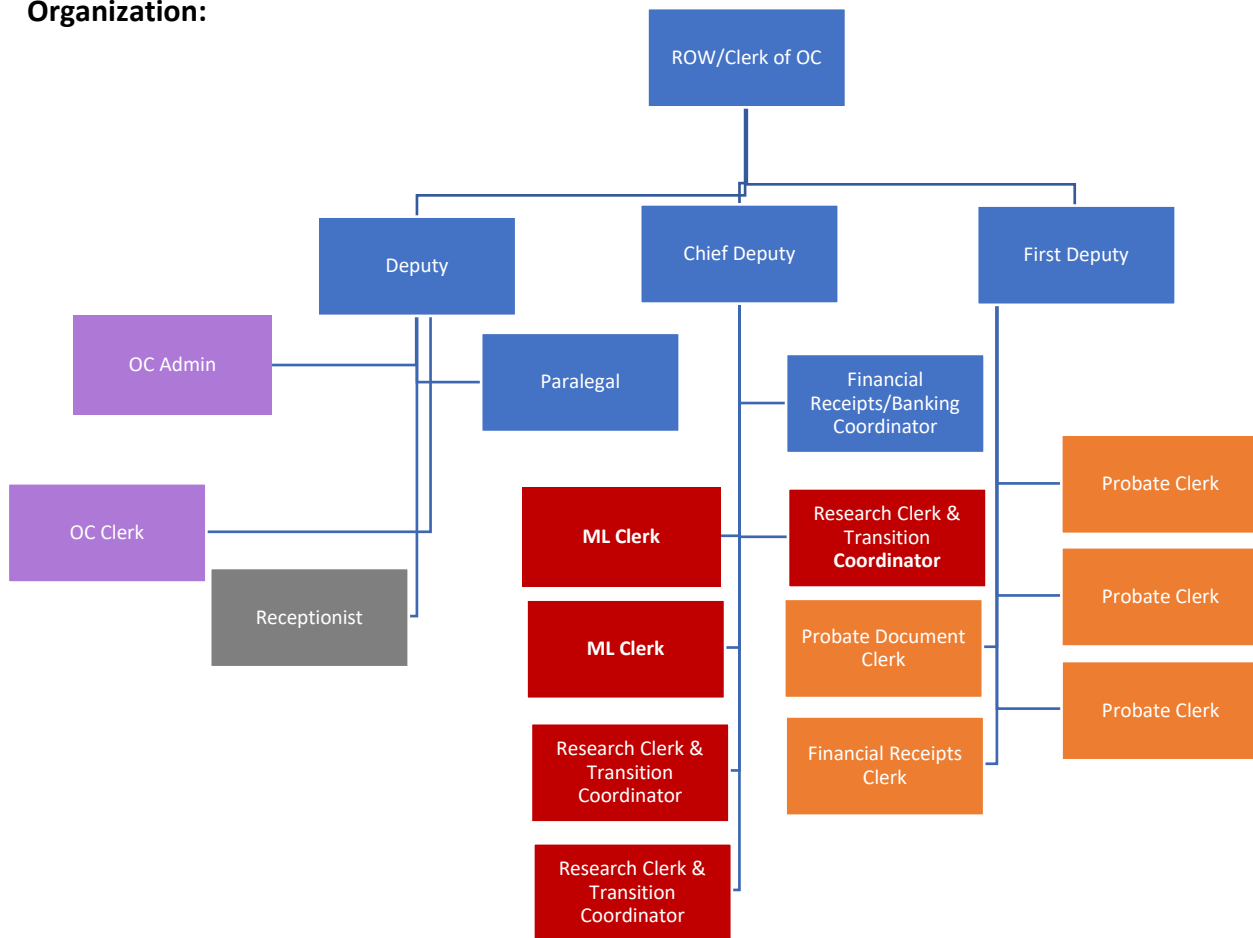 Organization:
ROW/Clerk of OC
Deputy
Chief Deputy
First Deputy
OC Admin
Paralegal
Financial
Receipts/Banking
Coordinator
Probate Clerk
OC Clerk
ML Clerk
Research Clerk &
Transition
Coordinator
Receptionist
ML Clerk
Probate Document
Clerk
Probate Clerk
Probate Clerk
Research Clerk &
Transition
Coordinator
Financial Receipts
Clerk
Research Clerk &
Transition
Coordinator